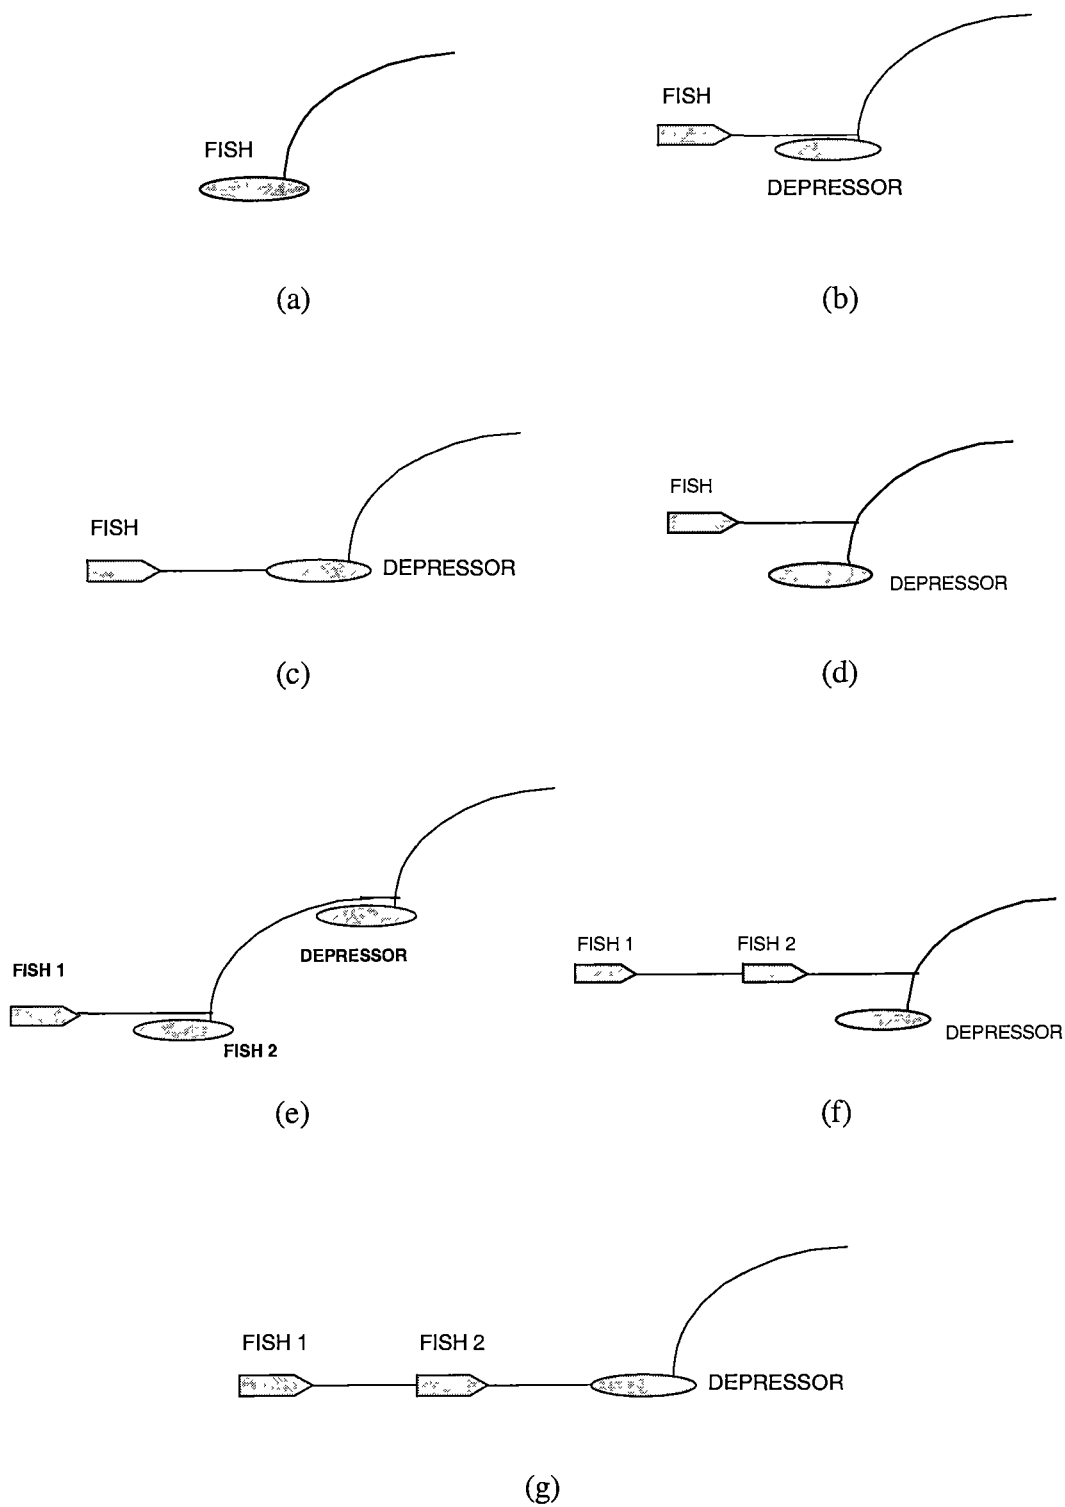 FISH
(a)
FISH
DEPRESSOR
(b)
FISH
DEPRESSOR
(c)
FISH
DEPRESSOR
(d)
FISH 1
DEPRESSOR
FISH 2
(e)
FISH 1
FISH 2
DEPRESSOR
(f)
FISH 1
FISH 2
DEPRESSOR
(g)